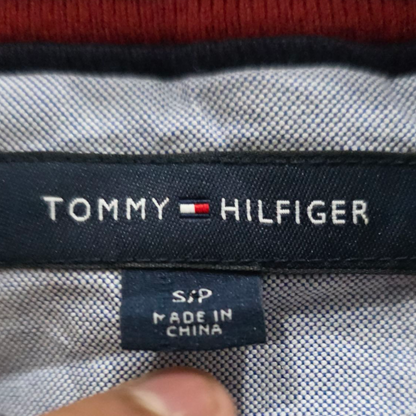 TOMMY HILFIGER
S/P
MADE IN
CHINA